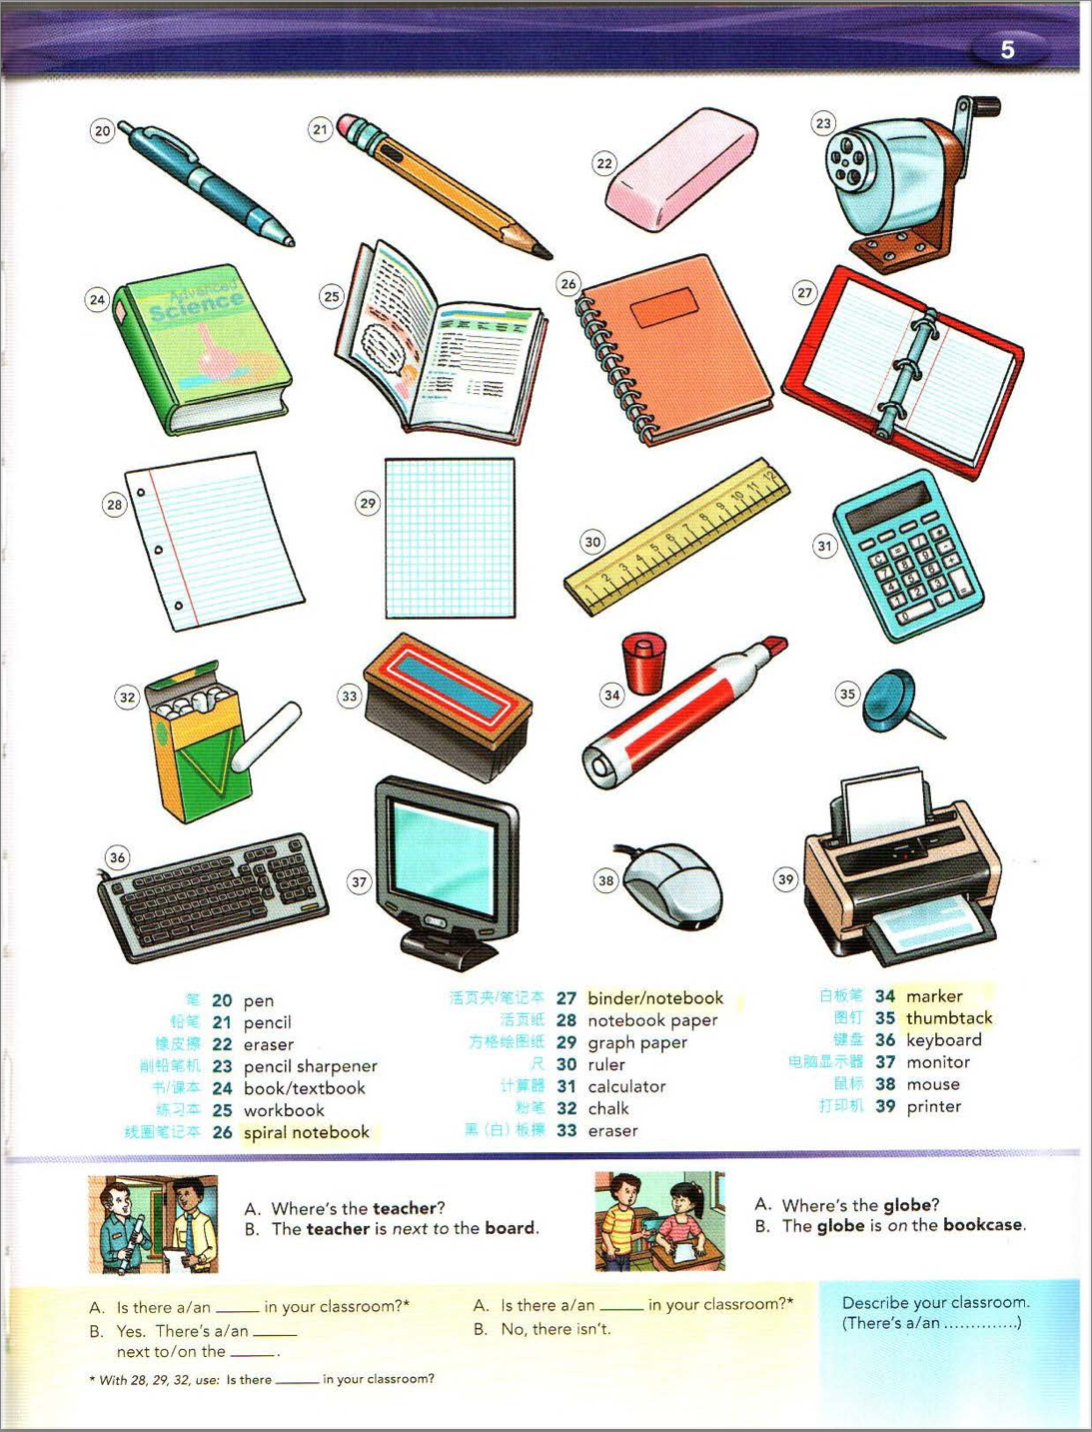 5
20
21
22
23
24
Advanced
Science
25
26
27
28
29
30
1 2 3 4 5 6 7 8 9 10 11 12
31
32
33
34
35
36
37
38
39
笔 20 pen
铅笔 21 pencil
橡皮擦 22 eraser
削铅笔机 23 pencil sharpener
书/课本 24 book/textbook
练习本 25 workbook
线圈笔记本 26 spiral notebook
活页夹/笔记本 27 binder/notebook
活页纸 28 notebook paper
方格绘图纸 29 graph paper
尺 30 ruler
计算器 31 calculator
粉笔 32 chalk
黑(白)板擦 33 eraser
白板笔 34 marker
图钉 35 thumbtack
键盘 36 keyboard
电脑显示器 37 monitor
鼠标 38 mouse
打印机 39 printer
A. Where's the teacher?
B. The teacher is next to the board.
A. Where's the globe?
B. The globe is on the bookcase.
A. Is there a/an _____ in your classroom?*
B. Yes. There's a/an _____
next to/on the _____.
* With 28, 29, 32, use: Is there _____ in your classroom?
A. Is there a/an _____ in your classroom?*
B. No, there isn't.
Describe your classroom.
(There's a/an ..............)